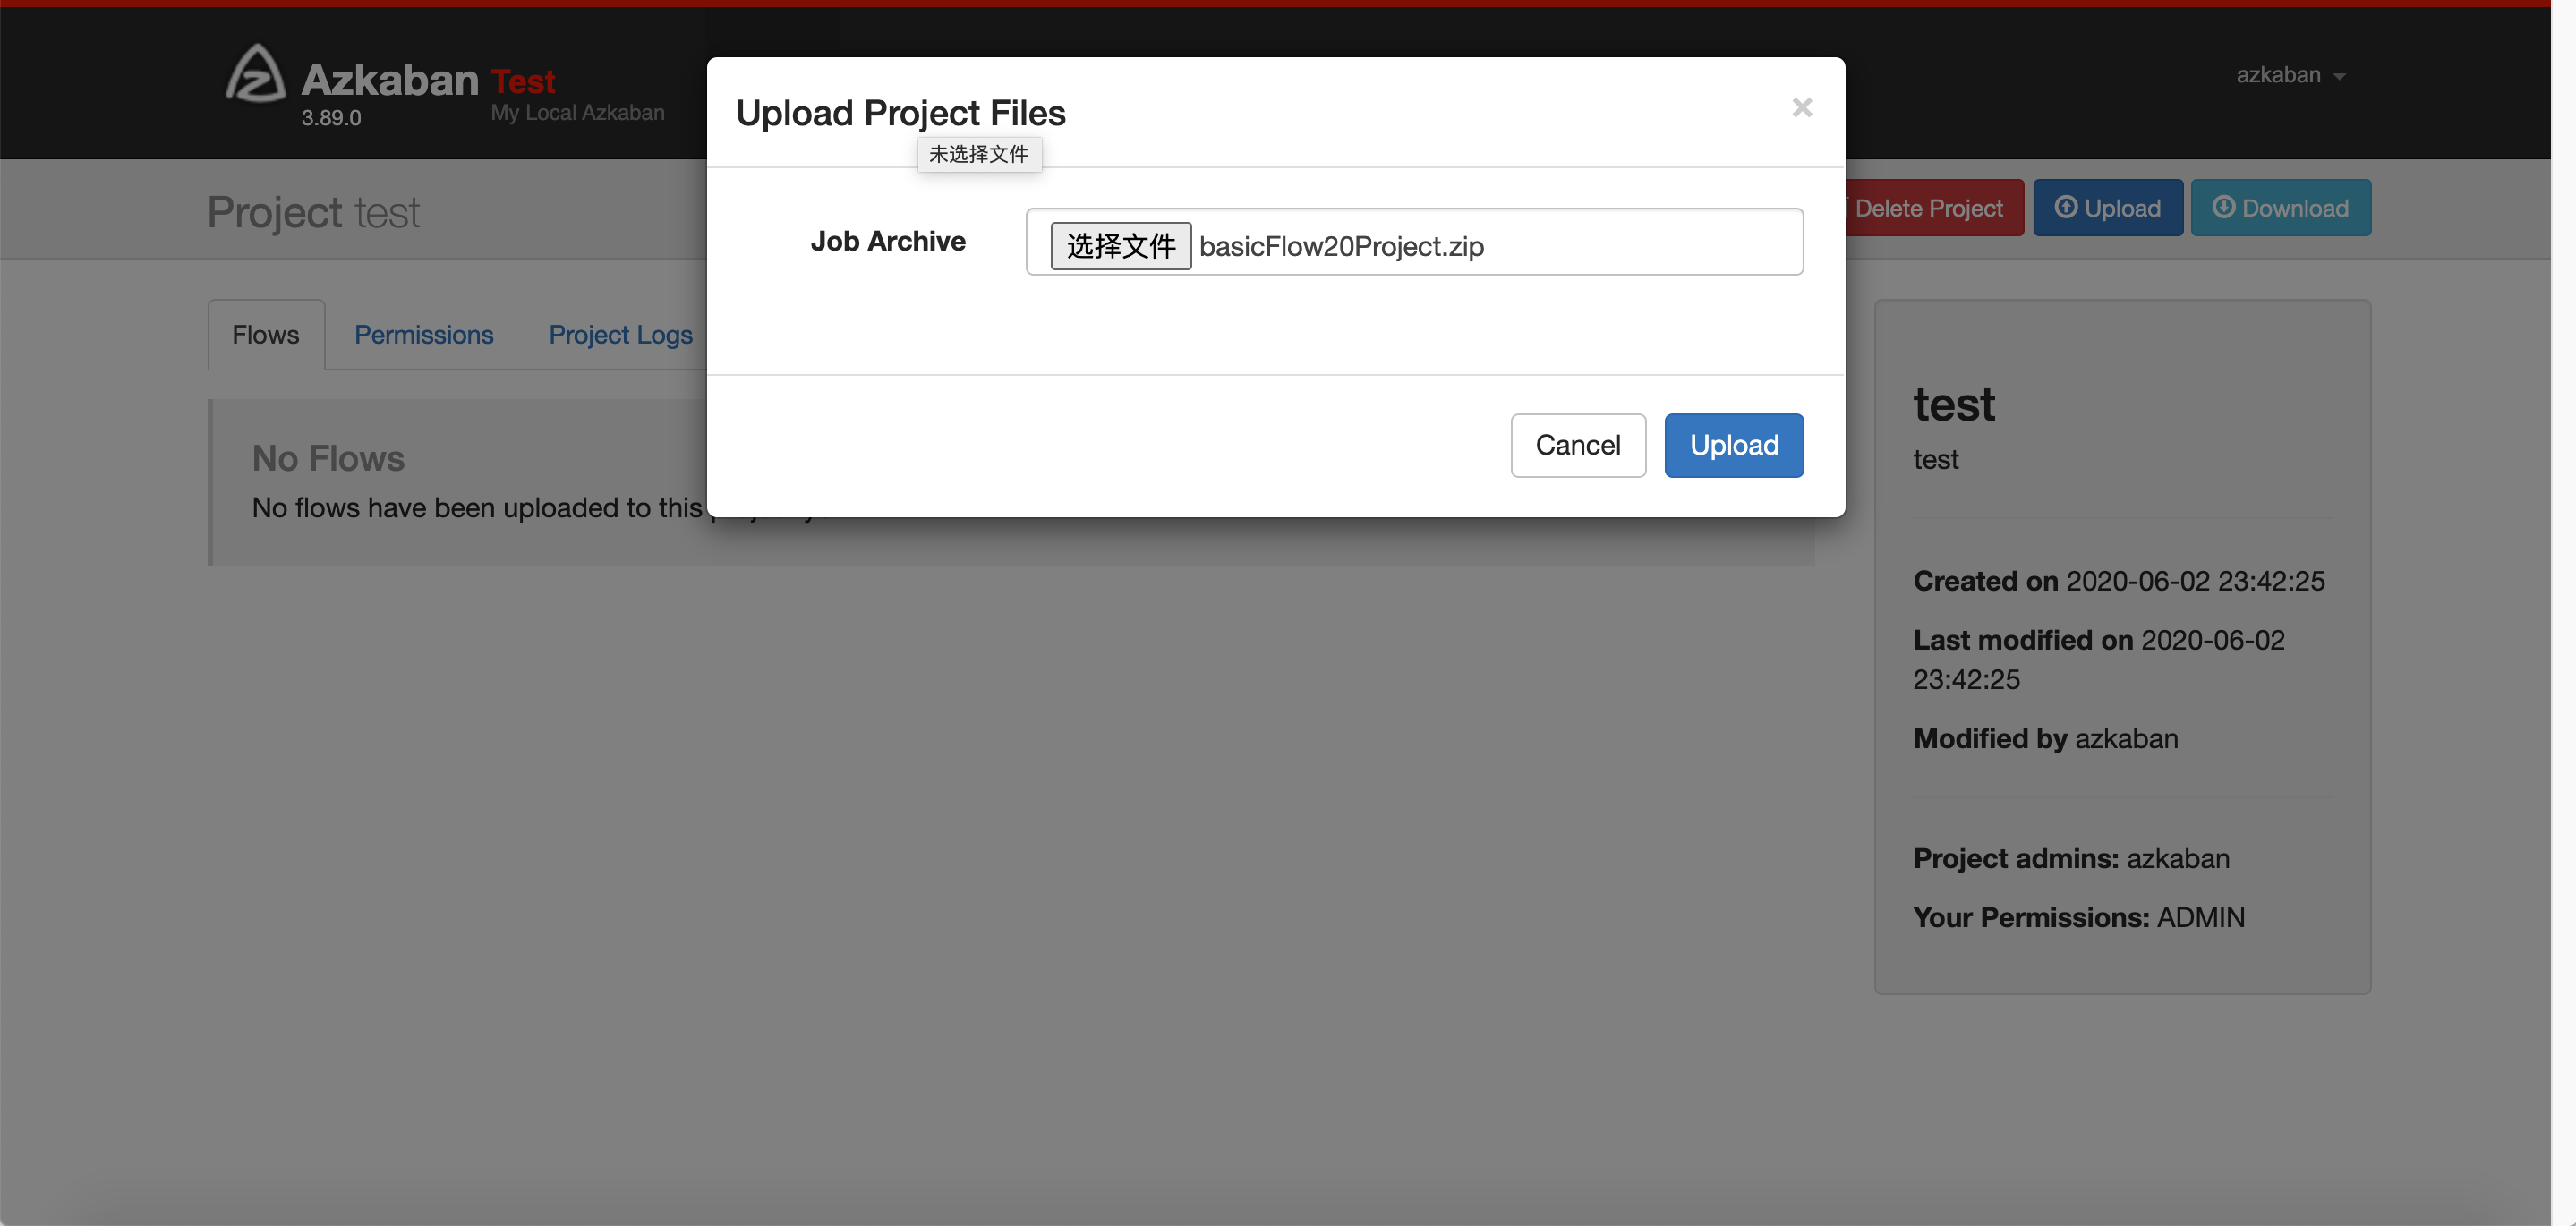 Azkaban Test
3.89.0 My Local Azkaban
azkaban
Upload Project Files
×
未选择文件
Job Archive 选择文件 basicFlow20Project.zip
Cancel Upload
Project test
Delete Project Upload Download
Flows Permissions Project Logs
No Flows
No flows have been uploaded to this
test
test
Created on 2020-06-02 23:42:25
Last modified on 2020-06-02
23:42:25
Modified by azkaban
Project admins: azkaban
Your Permissions: ADMIN